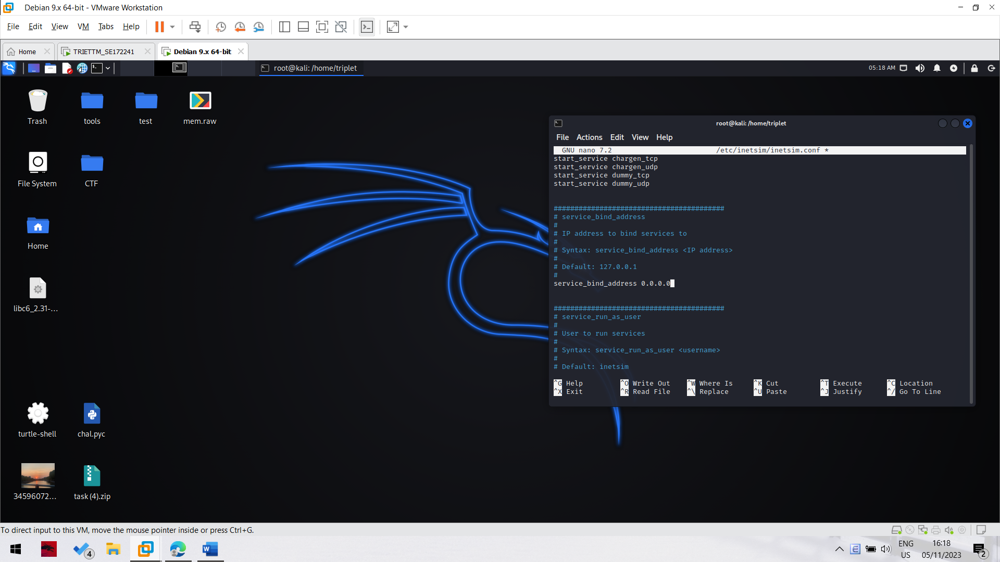 Debian 9.x 64-bit - VMware Workstation
File Edit View VM Tabs Help
Home
TRIETTM_SE172241
Debian 9.x 64-bit
root@kali: /home/triplet
05:18 AM
Trash
tools
test
mem.raw
File System
CTF
Home
libc6_2.31-...
turtle-shell
chal.pyc
34596072...
task (4).zip
root@kali: /home/triplet
File Actions Edit View Help
GNU nano 7.2 /etc/inetsim/inetsim.conf *
start_service chargen_tcp
start_service chargen_udp
start_service dummy_tcp
start_service dummy_udp
#########################################
# service_bind_address
#
# IP address to bind services to
#
# Syntax: service_bind_address <IP address>
#
# Default: 127.0.0.1
#
service_bind_address 0.0.0.0
#########################################
# service_run_as_user
#
# User to run services
#
# Syntax: service_run_as_user <username>
#
# Default: inetsim
^G Help ^O Write Out ^W Where Is ^K Cut ^T Execute ^C Location
^X Exit ^R Read File ^\ Replace ^U Paste ^J Justify ^/ Go To Line
To direct input to this VM, move the mouse pointer inside or press Ctrl+G.
4
W
ENG
US
16:18
05/11/2023
2